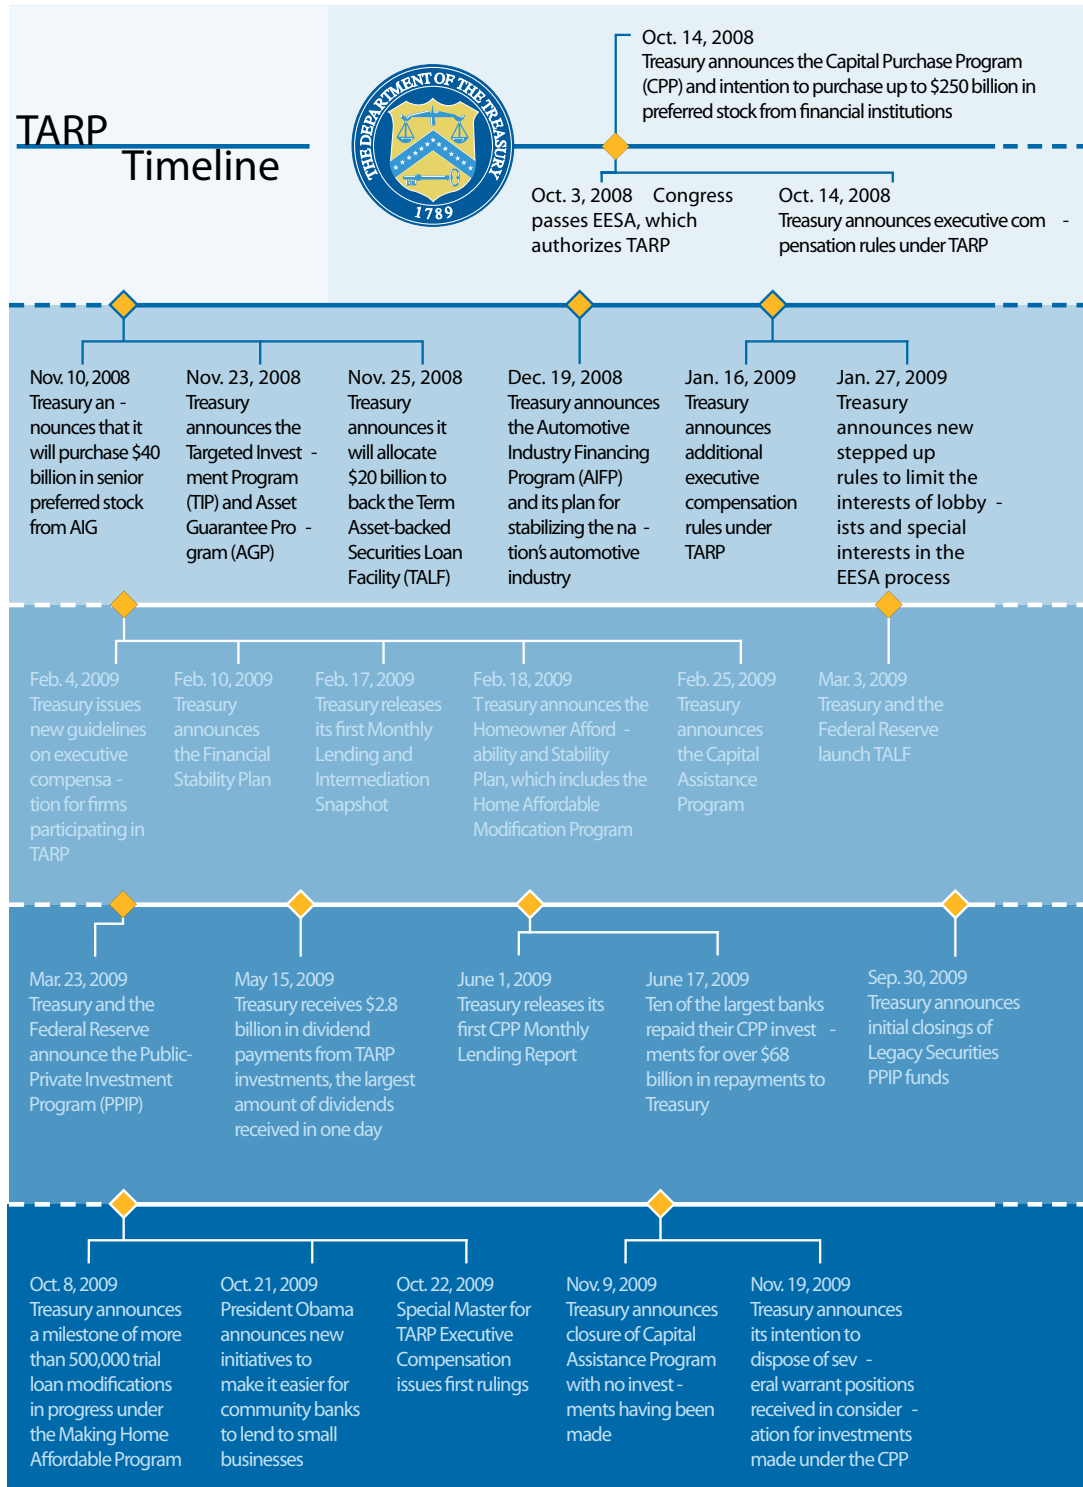 TARP
Timeline
THE DEPARTMENT OF THE TREASURY
1789
Oct. 14, 2008
Treasury announces the Capital Purchase Program
(CPP) and intention to purchase up to $250 billion in
preferred stock from financial institutions
Oct. 3, 2008 Congress
passes EESA, which
authorizes TARP
Oct. 14, 2008
Treasury announces executive com -
pensation rules under TARP
Nov. 10, 2008
Treasury an -
nounces that it
will purchase $40
billion in senior
preferred stock
from AIG
Nov. 23, 2008
Treasury
announces the
Targeted Invest -
ment Program
(TIP) and Asset
Guarantee Pro -
gram (AGP)
Nov. 25, 2008
Treasury
announces it
will allocate
$20 billion to
back the Term
Asset-backed
Securities Loan
Facility (TALF)
Dec. 19, 2008
Treasury announces
the Automotive
Industry Financing
Program (AIFP)
and its plan for
stabilizing the na -
tion's automotive
industry
Jan. 16, 2009
Treasury
announces
additional
executive
compensation
rules under
TARP
Jan. 27, 2009
Treasury
announces new
stepped up
rules to limit the
interests of lobby -
ists and special
interests in the
EESA process
Feb. 4, 2009
Treasury issues
new guidelines
on executive
compensa -
tion for firms
participating in
TARP
Feb. 10, 2009
Treasury
announces
the Financial
Stability Plan
Feb. 17, 2009
Treasury releases
its first Monthly
Lending and
Intermediation
Snapshot
Feb. 18, 2009
Treasury announces the
Homeowner Afford -
ability and Stability
Plan, which includes the
Home Affordable
Modification Program
Feb. 25, 2009
Treasury
announces
the Capital
Assistance
Program
Mar. 3, 2009
Treasury and the
Federal Reserve
launch TALF
Mar. 23, 2009
Treasury and the
Federal Reserve
announce the Public-
Private Investment
Program (PPIP)
May 15, 2009
Treasury receives $2.8
billion in dividend
payments from TARP
investments, the largest
amount of dividends
received in one day
June 1, 2009
Treasury releases its
first CPP Monthly
Lending Report
June 17, 2009
Ten of the largest banks
repaid their CPP invest -
ments for over $68
billion in repayments to
Treasury
Sep. 30, 2009
Treasury announces
initial closings of
Legacy Securities
PPIP funds
Oct. 8, 2009
Treasury announces
a milestone of more
than 500,000 trial
loan modifications
in progress under
the Making Home
Affordable Program
Oct. 21, 2009
President Obama
announces new
initiatives to
make it easier for
community banks
to lend to small
businesses
Oct. 22, 2009
Special Master for
TARP Executive
Compensation
issues first rulings
Nov. 9, 2009
Treasury announces
closure of Capital
Assistance Program
with no invest -
ments having been
made
Nov. 19, 2009
Treasury announces
its intention to
dispose of sev -
eral warrant positions
received in consider -
ation for investments
made under the CPP